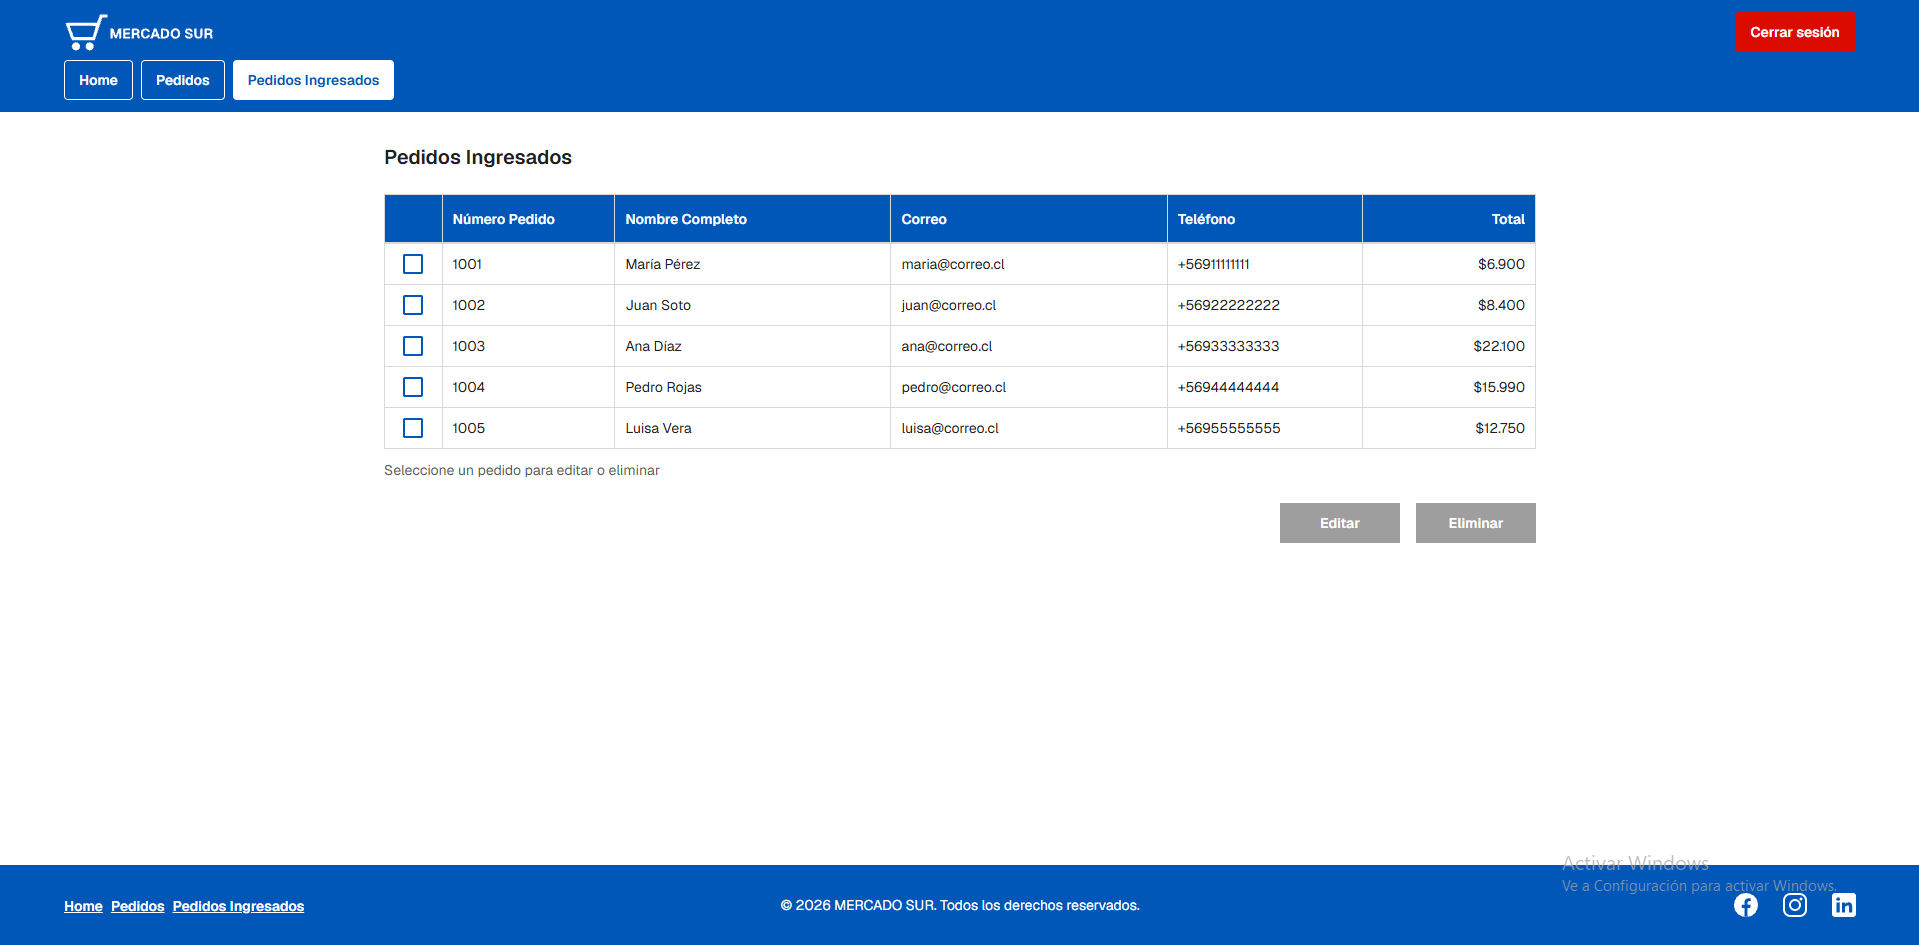 MERCADO SUR
Cerrar sesión
Home Pedidos Pedidos Ingresados
Pedidos Ingresados
Número Pedido Nombre Completo Correo Teléfono Total
1001 María Pérez maria@correo.cl +56911111111 $6.900
1002 Juan Soto juan@correo.cl +56922222222 $8.400
1003 Ana Díaz ana@correo.cl +56933333333 $22.100
1004 Pedro Rojas pedro@correo.cl +56944444444 $15.990
1005 Luisa Vera luisa@correo.cl +56955555555 $12.750
Seleccione un pedido para editar o eliminar
Editar Eliminar
Activar Windows
Ve a Configuración para activar Windows.
Home Pedidos Pedidos Ingresados
© 2026 MERCADO SUR. Todos los derechos reservados.
in